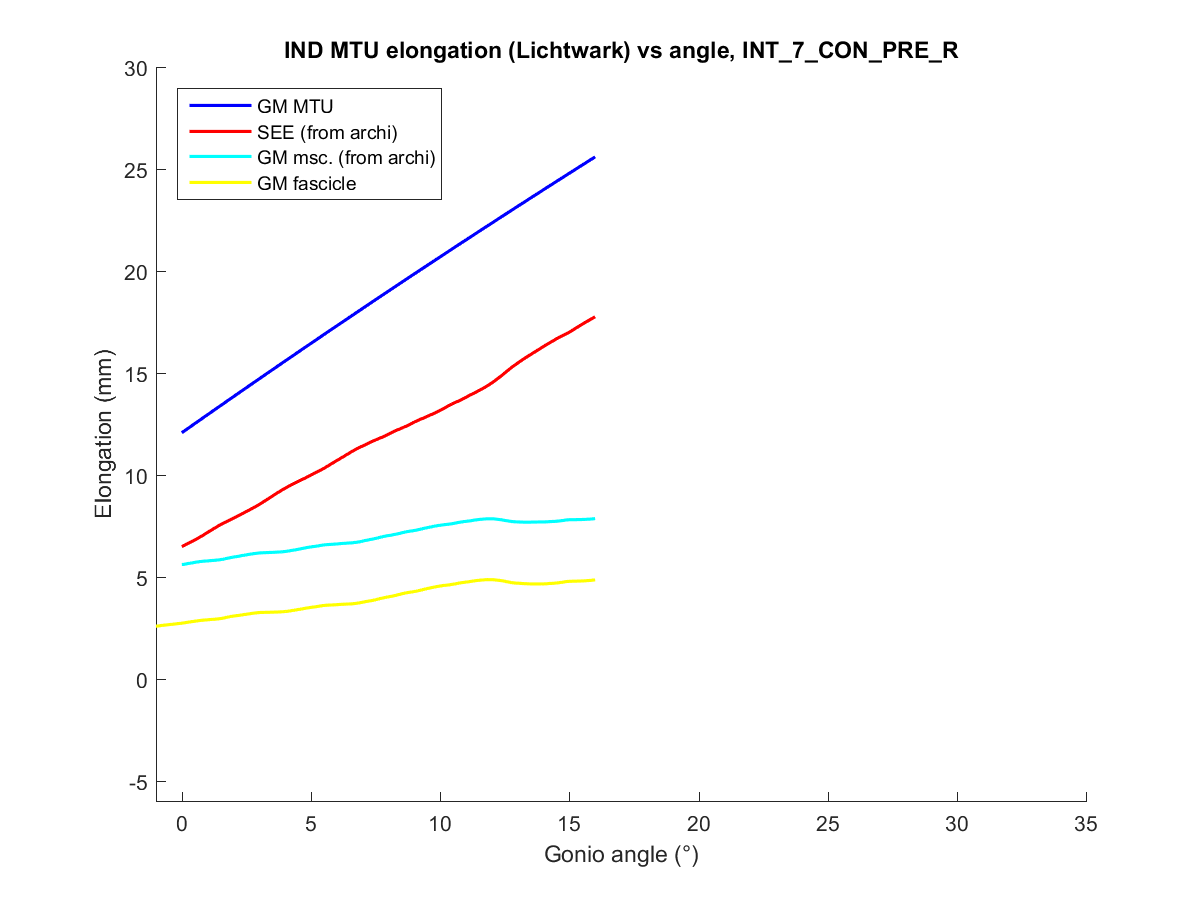 IND MTU elongation (Lichtwark) vs angle, INT_7_CON_PRE_R
30
25
20
15
10
5
0
-5
Elongation (mm)
GM MTU
SEE (from archi)
GM msc. (from archi)
GM fascicle
0 5 10 15 20 25 30 35
Gonio angle (°)